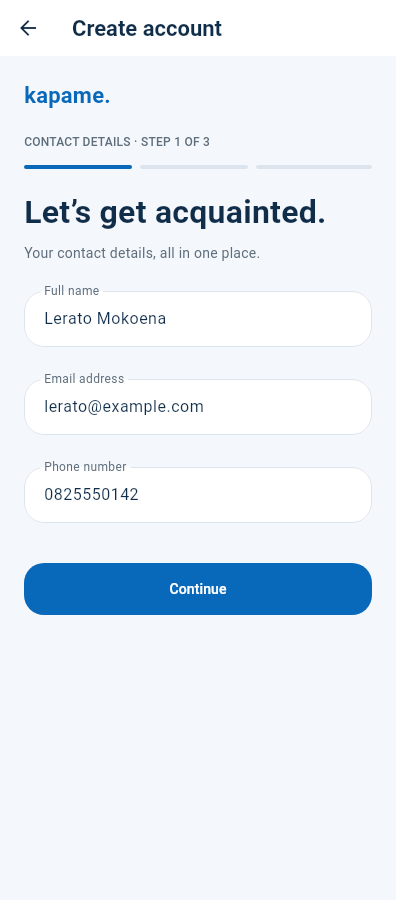 Create account
kapame.
CONTACT DETAILS · STEP 1 OF 3
Let’s get acquainted.
Your contact details, all in one place.
Full name
Lerato Mokoena
Email address
lerato@example.com
Phone number
0825550142
Continue